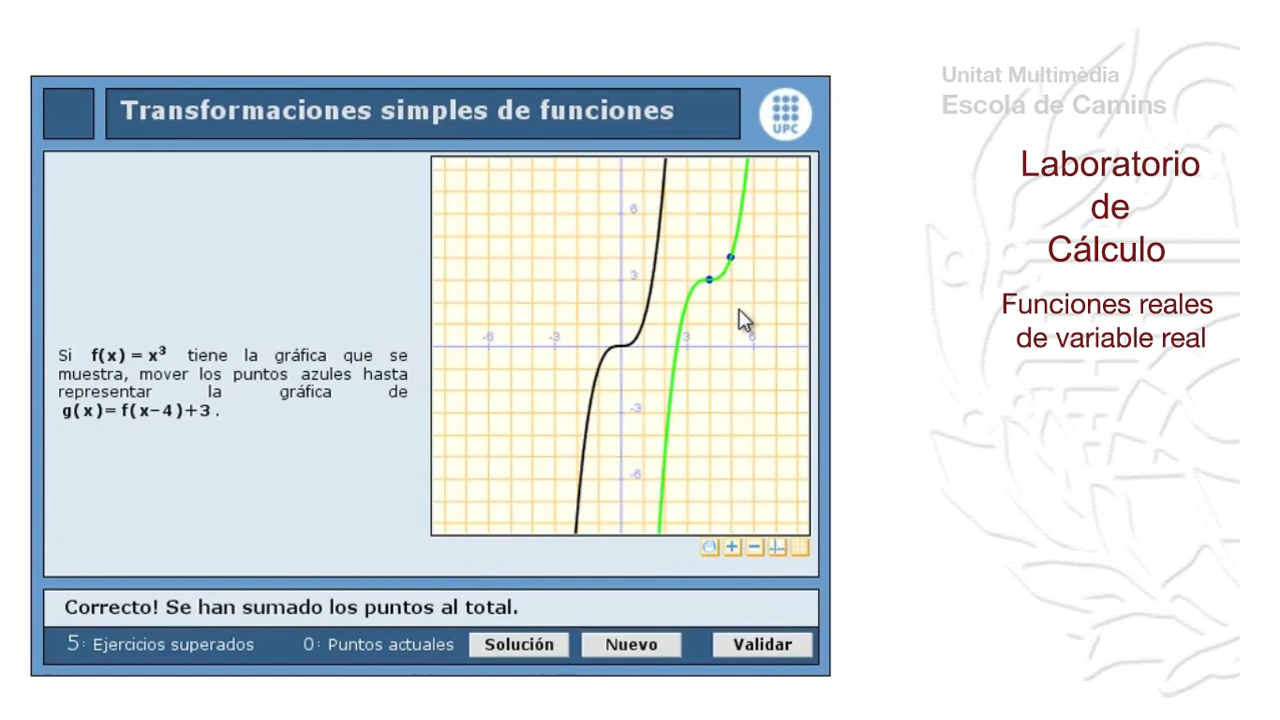 Unitat Multimèdia
Escola de Camins
Laboratorio
de
Cálculo
Funciones reales
de variable real
Transformaciones simples de funciones
UPC
Si f(x) = x³ tiene la gráfica que se
muestra, mover los puntos azules hasta
representar la gráfica de
g(x)= f(x-4)+3 .
6
3
-6 -3 3 6
-3
-6
Correcto! Se han sumado los puntos al total.
5: Ejercicios superados 0: Puntos actuales Solución Nuevo Validar